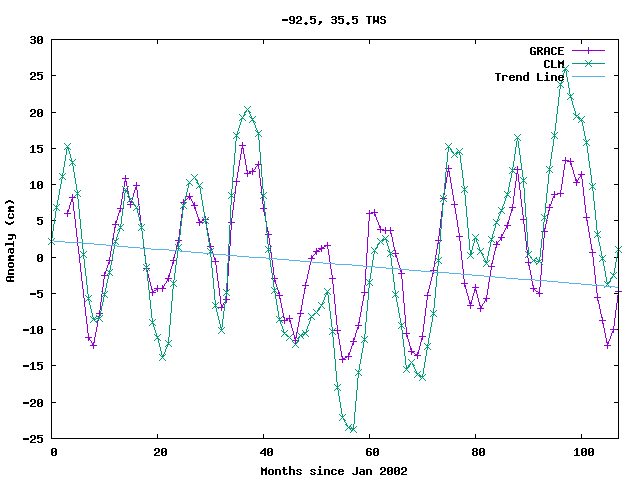 -92.5, 35.5 TWS
GRACE
CLM
Trend Line
30
25
20
15
10
5
0
-5
-10
-15
-20
-25
Anomaly (cm)
0 20 40 60 80 100
Months since Jan 2002